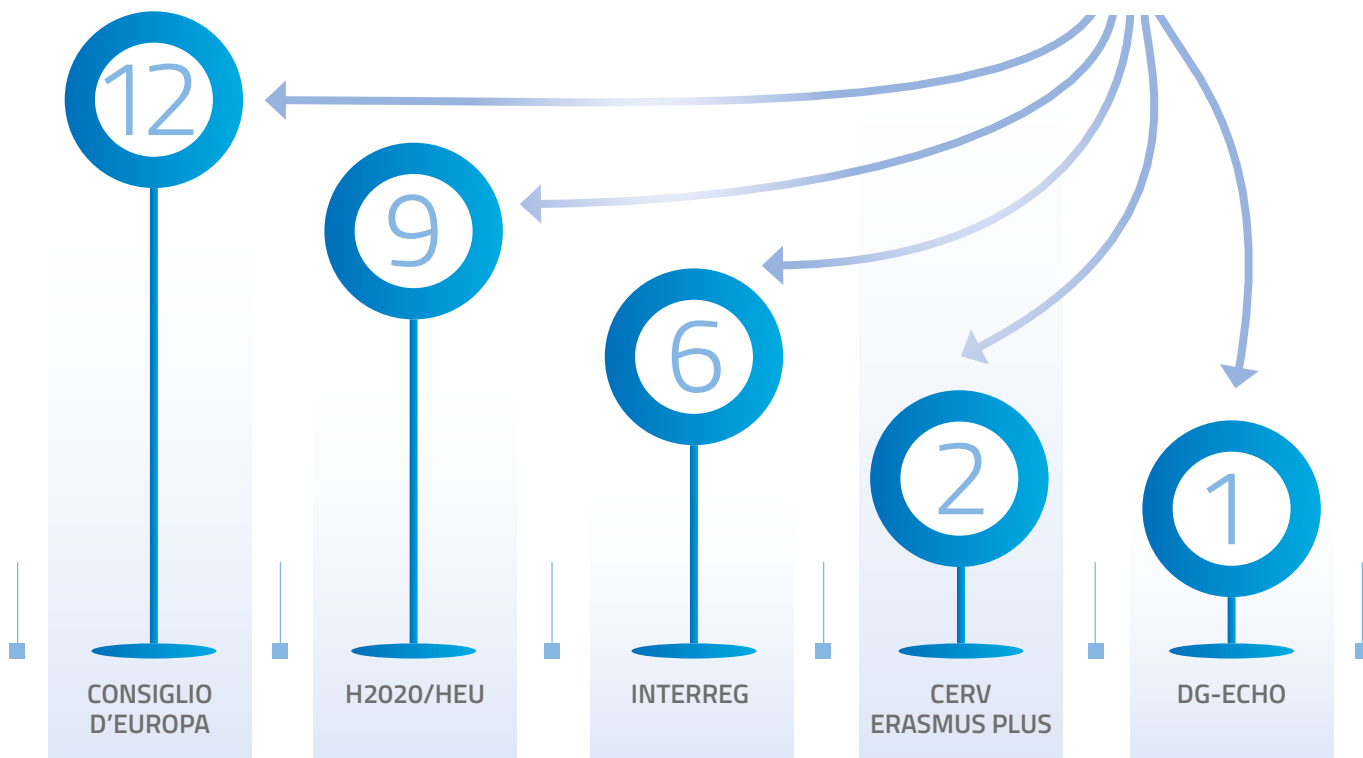 12
9
6
2
1
CONSIGLIO
D'EUROPA
H2020/HEU
INTERREG
CERV
ERASMUS PLUS
DG-ECHO